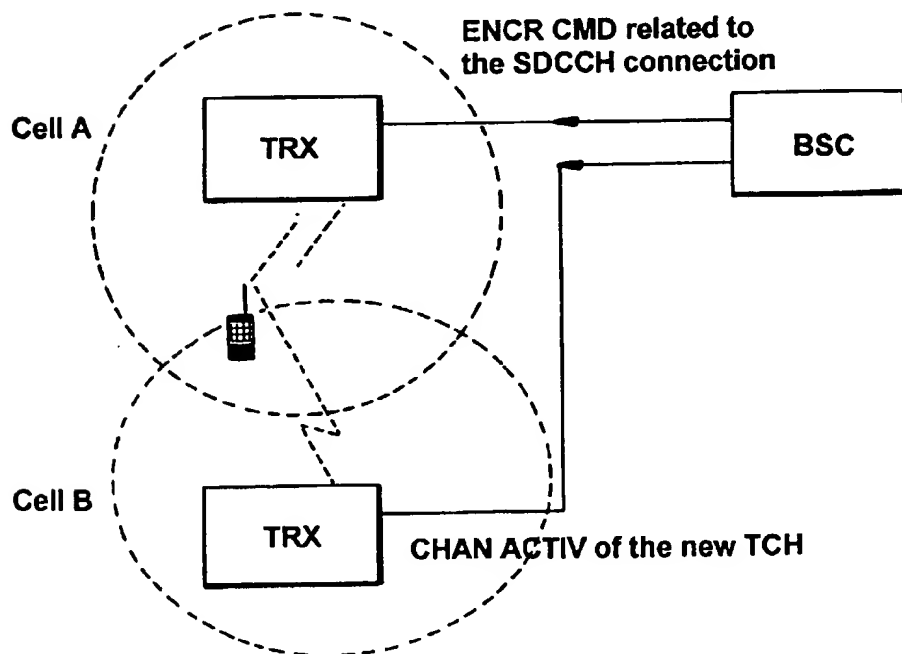 ENCR CMD related to
the SDCCH connection
Cell A
TRX
BSC
Cell B
TRX
CHAN ACTIV of the new TCH